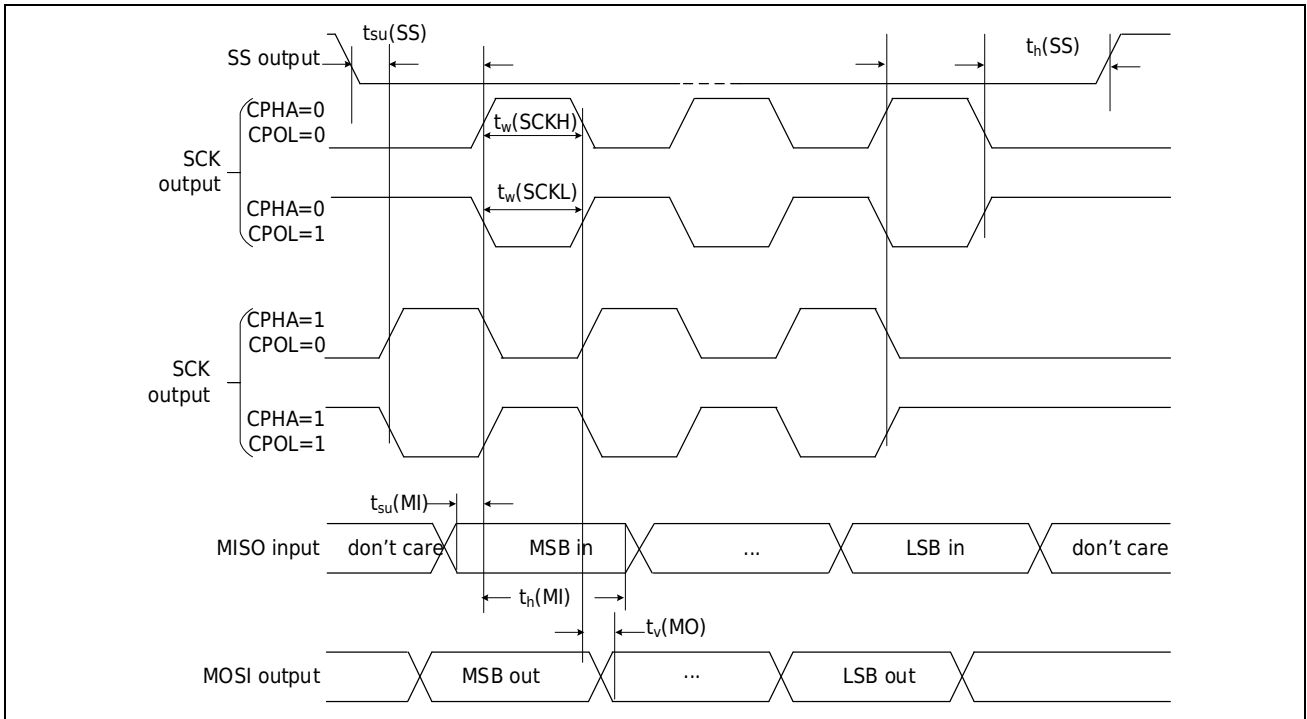 tsu(SS)
SS output
th(SS)
CPHA=0
CPOL=0
tw(SCKH)
SCK
output
tw(SCKL)
CPHA=0
CPOL=1
CPHA=1
CPOL=0
SCK
output
CPHA=1
CPOL=1
tsu(MI)
MISO input
don't care
MSB in
...
LSB in
don't care
th(MI)
tv(MO)
MOSI output
MSB out
...
LSB out